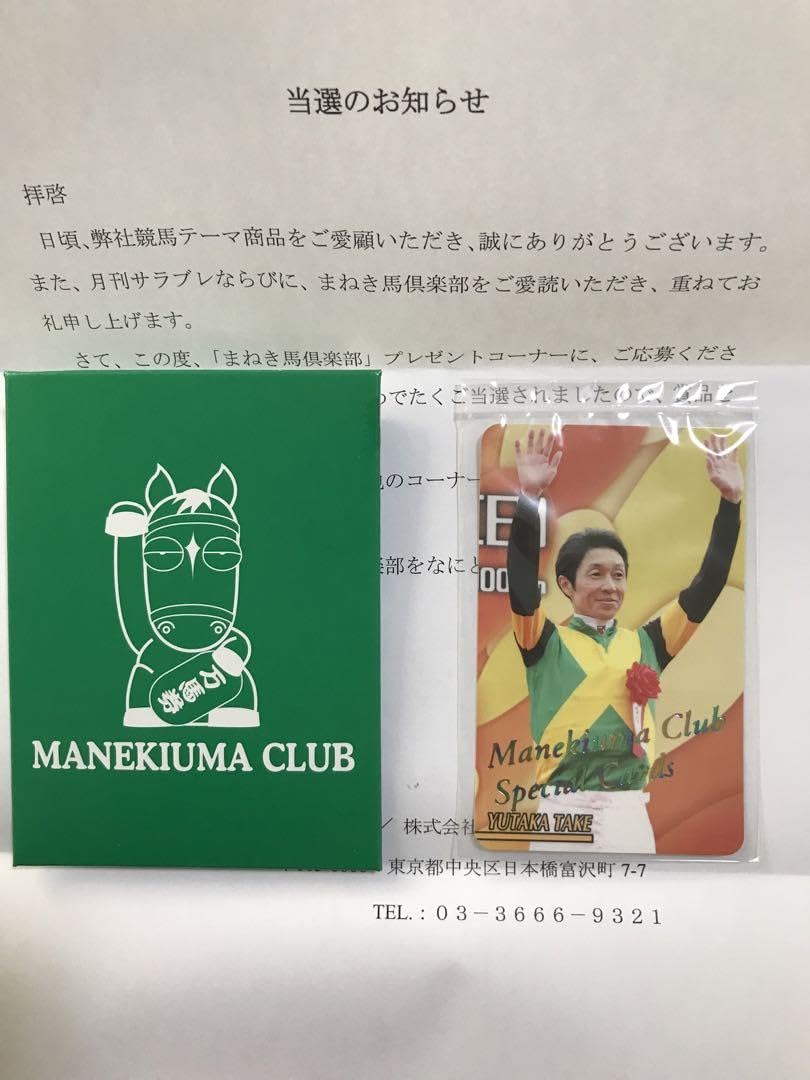 当選のお知らせ
拝啓
日頃、弊社競馬テーマ商品をご愛顧いただき、誠にありがとうございます。
また、月刊サラブレならびに、まねき馬倶楽部をご愛読いただき、重ねてお
礼申し上げます。
さて、この度、「まねき馬倶楽部」プレゼントコーナーに、ご応募くださ
めでたくご当選されましたので、賞品を
のコーナー
部をなにと
万馬券
MANEKIUMA CLUB
Manekiuma Club
Special Cards
YUTAKA TAKE
／株式会社
東京都中央区日本橋富沢町 7-7
TEL.：０３－３６６６－９３２１